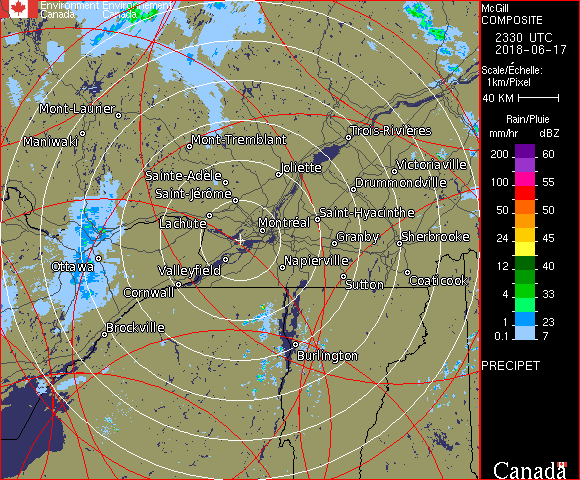 Environment Environnement
Canada Canada
McGill
COMPOSITE
2330 UTC
2018-06-17
Scale/Échelle:
1km/Pixel
40 KM
Rain/Pluie
mm/hr dBZ
200 60
55
100 55
50 50
24 45
12 40
4 33
1 23
0.1 7
PRECIPET
Canada
Mont-Laurier
Maniwaki
Mont-Tremblant
Trois-Rivières
Sainte-Adèle
Joliette
Victoriaville
Saint-Jérôme
Drummondville
Lachute
Montréal
Saint-Hyacinthe
Granby
Sherbrooke
Ottawa
Valleyfield
Napierville
Cornwall
Sutton
Coaticook
Brockville
Burlington